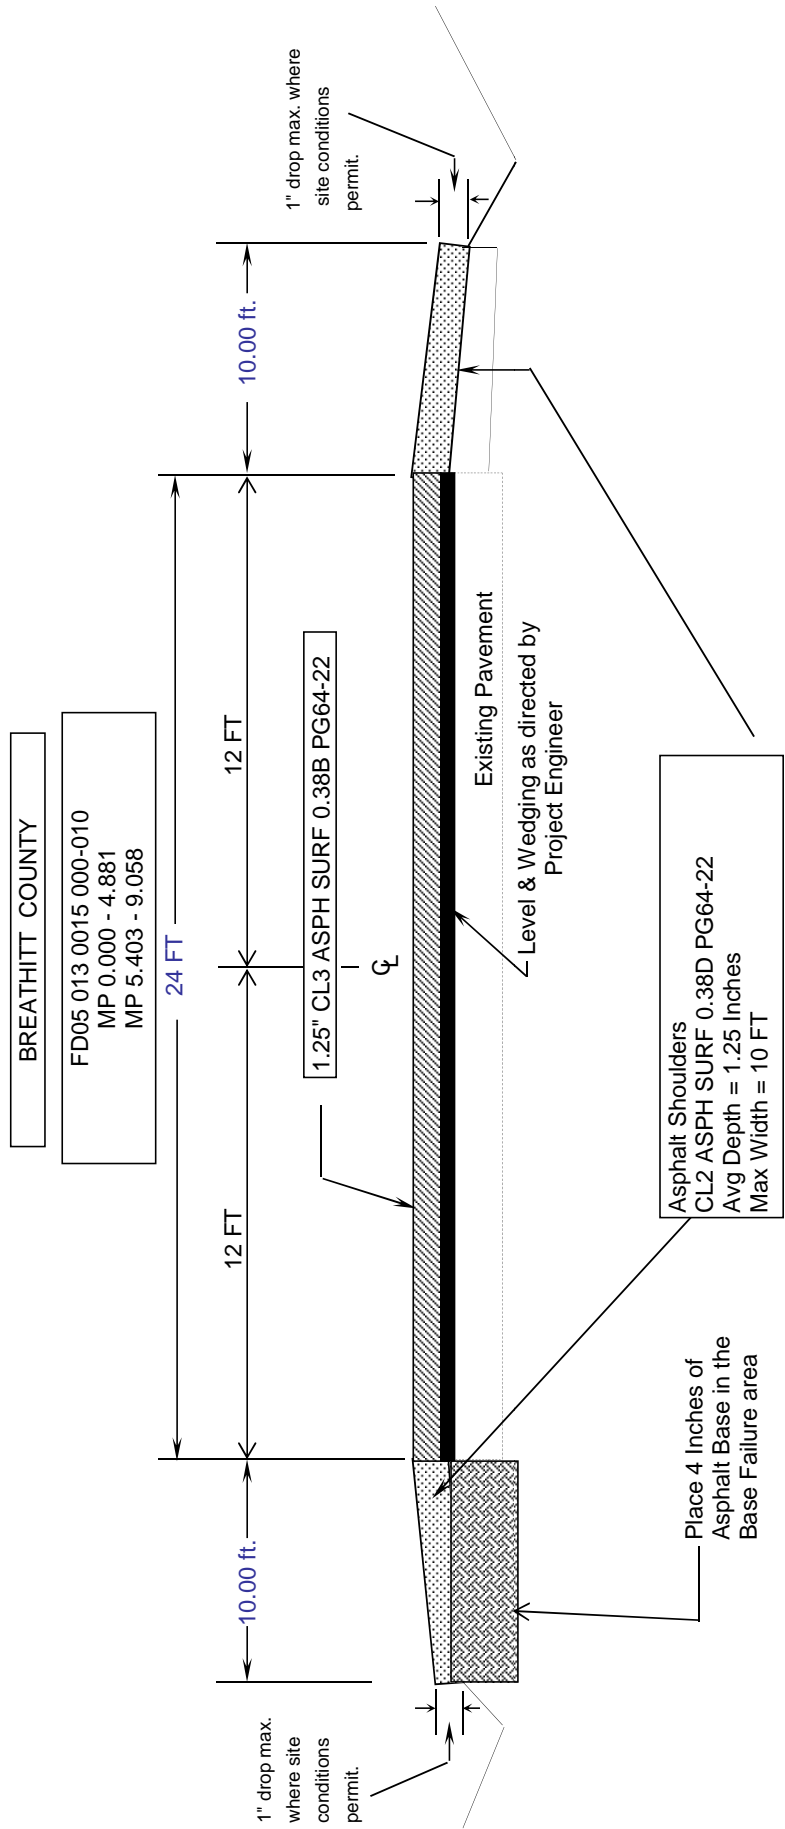 BREATHITT COUNTY
FD05 013 0015 000-010
MP 0.000 - 4.881
MP 5.403 - 9.058
24 FT
10.00 ft.
12 FT
12 FT
10.00 ft.
1" drop max.
where site
conditions
permit.
1.25" CL3 ASPH SURF 0.38B PG64-22
1" drop max. where
site conditions
permit.
CL
Existing Pavement
Level & Wedging as directed by
Project Engineer
Place 4 Inches of
Asphalt Base in the
Base Failure area
Asphalt Shoulders
CL2 ASPH SURF 0.38D PG64-22
Avg Depth = 1.25 Inches
Max Width = 10 FT